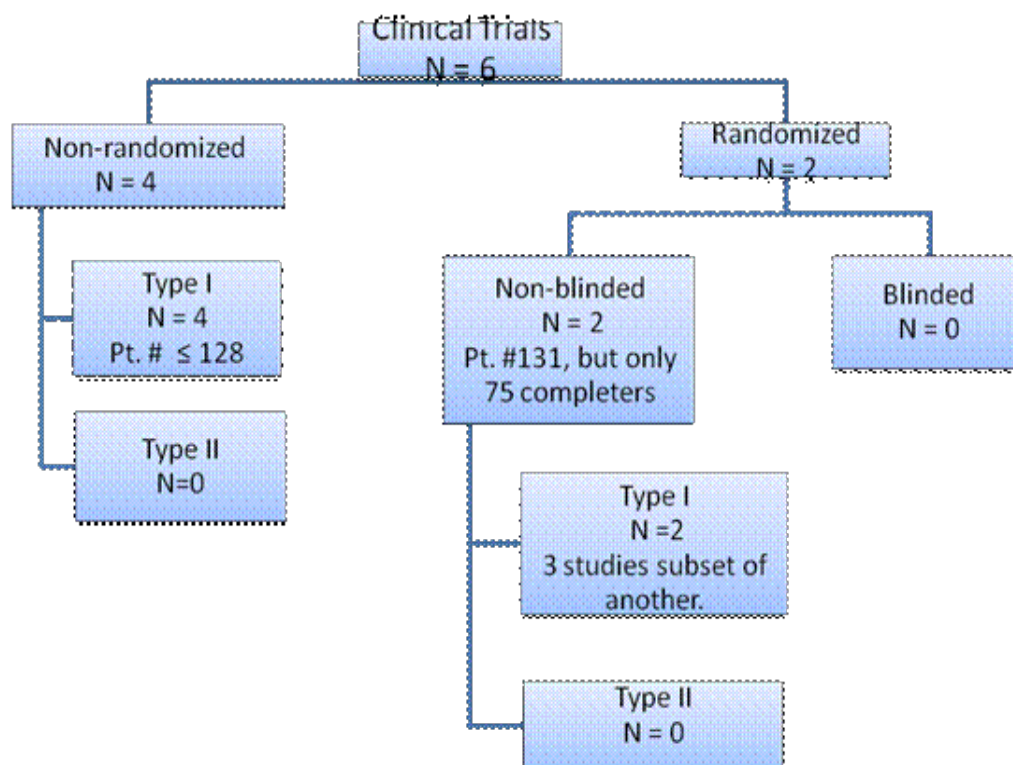 Clinical Trials
N = 6
Non-randomized
N = 4
Type I
N = 4
Pt. # ≤ 128
Type II
N=0
Randomized
N = 2
Non-blinded
N = 2
Pt. #131, but only
75 completers
Type I
N =2
3 studies subset of
another.
Type II
N = 0
Blinded
N = 0